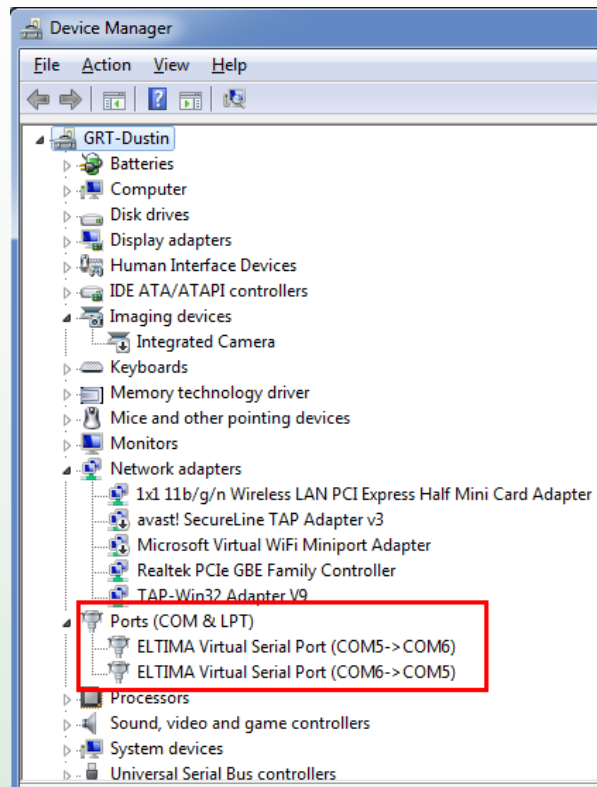 Device Manager
File Action View Help
GRT-Dustin
Batteries
Computer
Disk drives
Display adapters
Human Interface Devices
IDE ATA/ATAPI controllers
Imaging devices
Integrated Camera
Keyboards
Memory technology driver
Mice and other pointing devices
Monitors
Network adapters
1x1 11b/g/n Wireless LAN PCI Express Half Mini Card Adapter
avast! SecureLine TAP Adapter v3
Microsoft Virtual WiFi Miniport Adapter
Realtek PCIe GBE Family Controller
TAP-Win32 Adapter V9
Ports (COM & LPT)
ELTIMA Virtual Serial Port (COM5->COM6)
ELTIMA Virtual Serial Port (COM6->COM5)
Processors
Sound, video and game controllers
System devices
Universal Serial Bus controllers